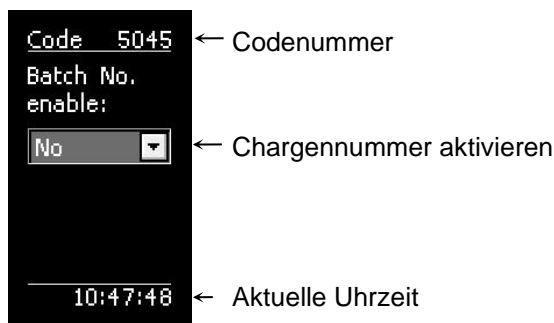 Code 5045 ← Codenummer
Batch No.
enable:
No ← Chargennummer aktivieren
10:47:48 ← Aktuelle Uhrzeit